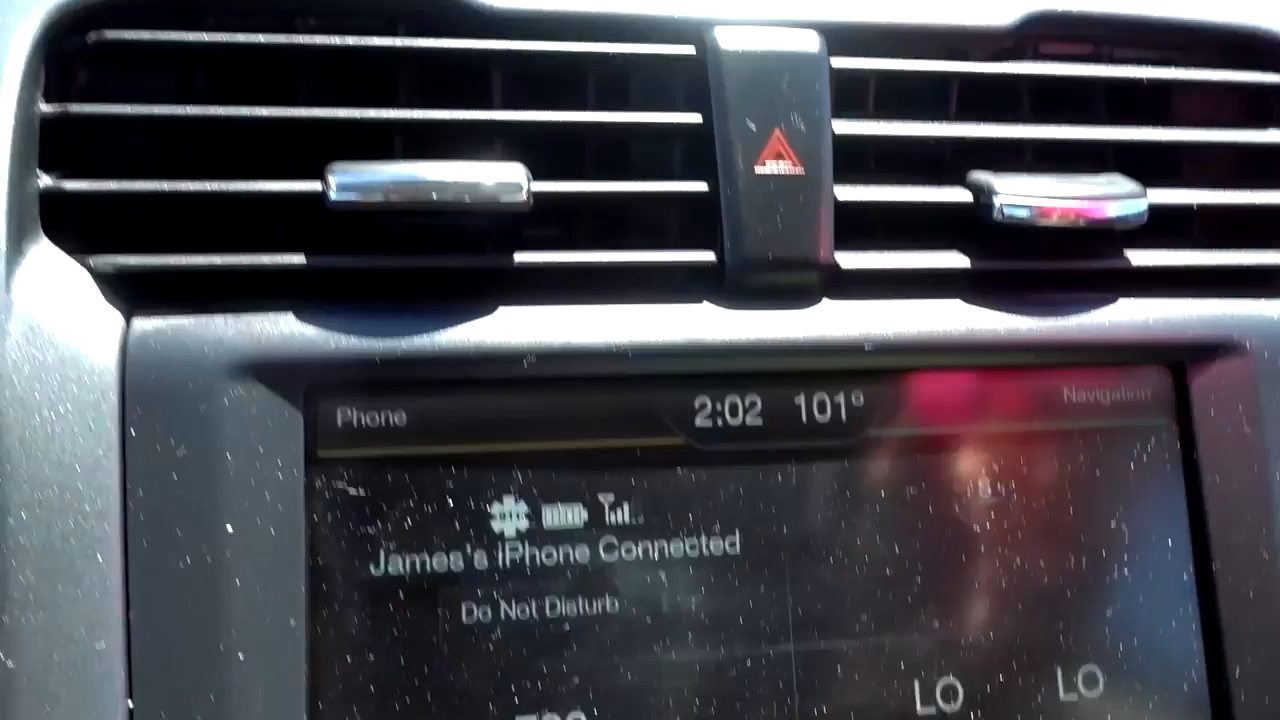 Phone
2:02 101°
Navigation
James's iPhone Connected
Do Not Disturb
LO
LO